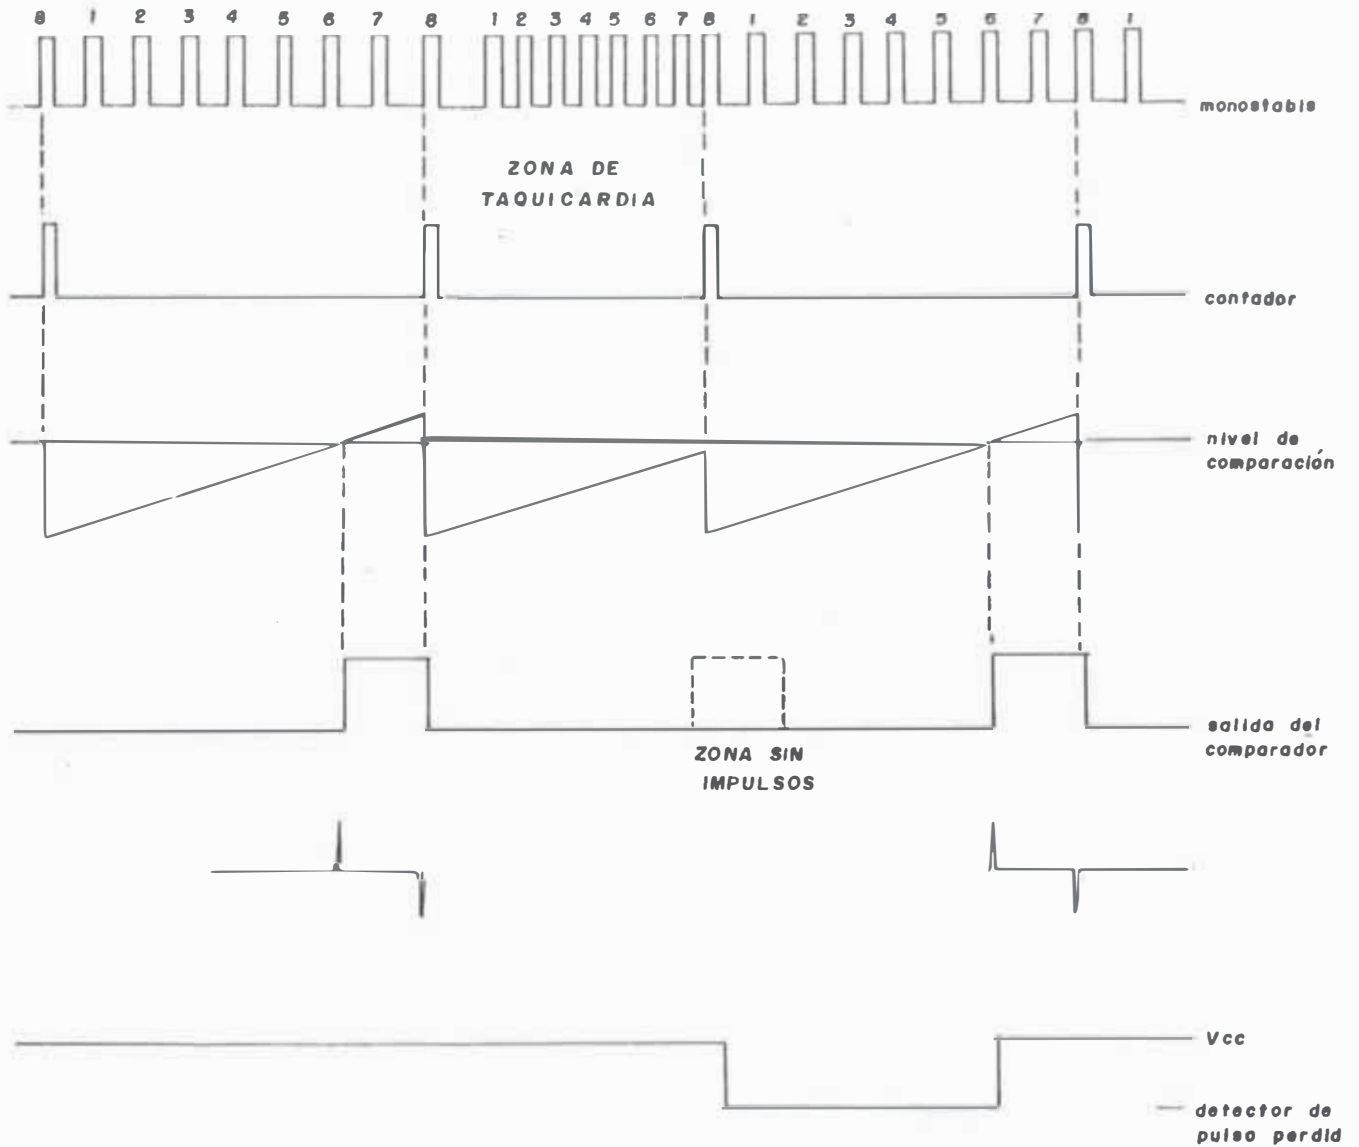 8 1 2 3 4 5 6 7 8 1 2 3 4 5 6 7 8 1 2 3 4 5 6 7 8 1
monostable
ZONA DE
TAQUICARDIA
contador
nivel de
comparación
salida del
comparador
ZONA SIN
IMPULSOS
Vcc
detector de
pulso perdid